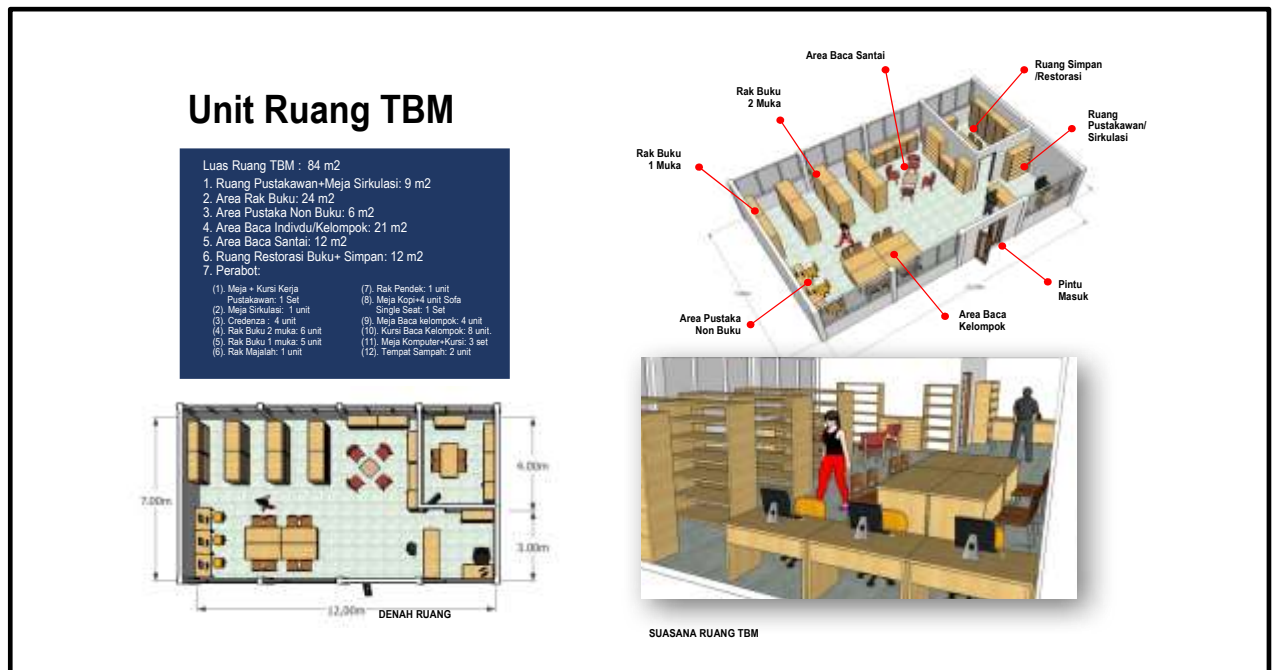 Unit Ruang TBM
Luas Ruang TBM :  84 m2
1. Ruang Pustakawan+Meja Sirkulasi: 9 m2
2. Area Rak Buku: 24 m2
3. Area Pustaka Non Buku: 6 m2
4. Area Baca Indivdu/Kelompok: 21 m2
5. Area Baca Santai: 12 m2
6. Ruang Restorasi Buku+ Simpan: 12 m2
7. Perabot:
(1). Meja + Kursi Kerja
Pustakawan: 1 Set
(2). Meja Sirkulasi:  1 unit
(3). Credenza :  4 unit
(4). Rak Buku 2 muka: 6 unit
(5). Rak Buku 1 muka: 5 unit
(6). Rak Majalah: 1 unit
(7). Rak Pendek: 1 unit
(8). Meja Kopi+4 unit Sofa
Single Seat: 1 Set
(9). Meja Baca kelompok: 4 unit
(10). Kursi Baca Kelompok: 8 unit.
(11). Meja Komputer+Kursi: 3 set
(12). Tempat Sampah: 2 unit
Area Baca Santai
Ruang Simpan
/Restorasi
Rak Buku
2 Muka
Ruang
Pustakawan/
Sirkulasi
Rak Buku
1 Muka
Pintu
Masuk
Area Baca
Kelompok
Area Pustaka
Non Buku
7.00m
4.00m
3.00m
12,00m
DENAH RUANG
SUASANA RUANG TBM